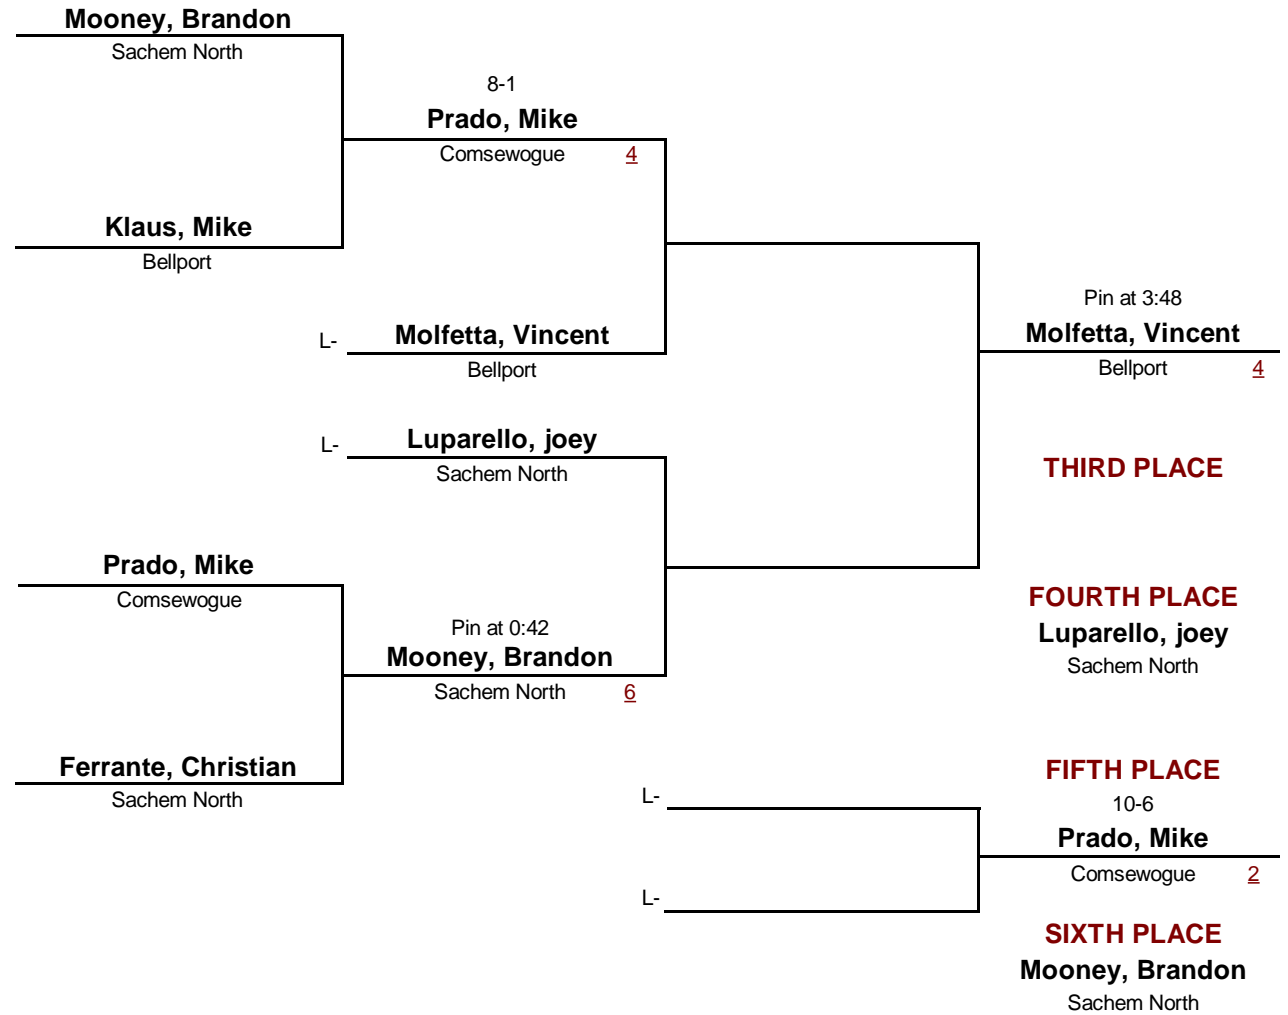 Mooney, Brandon
Sachem North
8-1
Prado, Mike
Comsewogue 4
Klaus, Mike
Bellport
Pin at 3:48
L- Molfetta, Vincent
Bellport
Molfetta, Vincent
Bellport 4
L- Luparello, joey
Sachem North
THIRD PLACE
Prado, Mike
Comsewogue
FOURTH PLACE
Luparello, joey
Sachem North
Pin at 0:42
Mooney, Brandon
Sachem North 6
Ferrante, Christian
Sachem North
FIFTH PLACE
L-
10-6
Prado, Mike
Comsewogue 2
L-
SIXTH PLACE
Mooney, Brandon
Sachem North